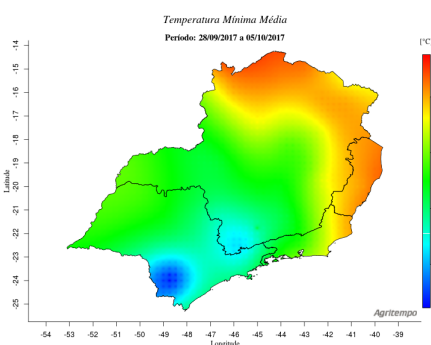 Temperatura Mínima Média
Período: 28/09/2017 a 05/10/2017
[°C]
Latitude
-14
-15
-16
-17
-18
-19
-20
-21
-22
-23
-24
-25
Agritempo
-54 -53 -52 -51 -50 -49 -48 -47 -46 -45 -44 -43 -42 -41 -40 -39
Longitude